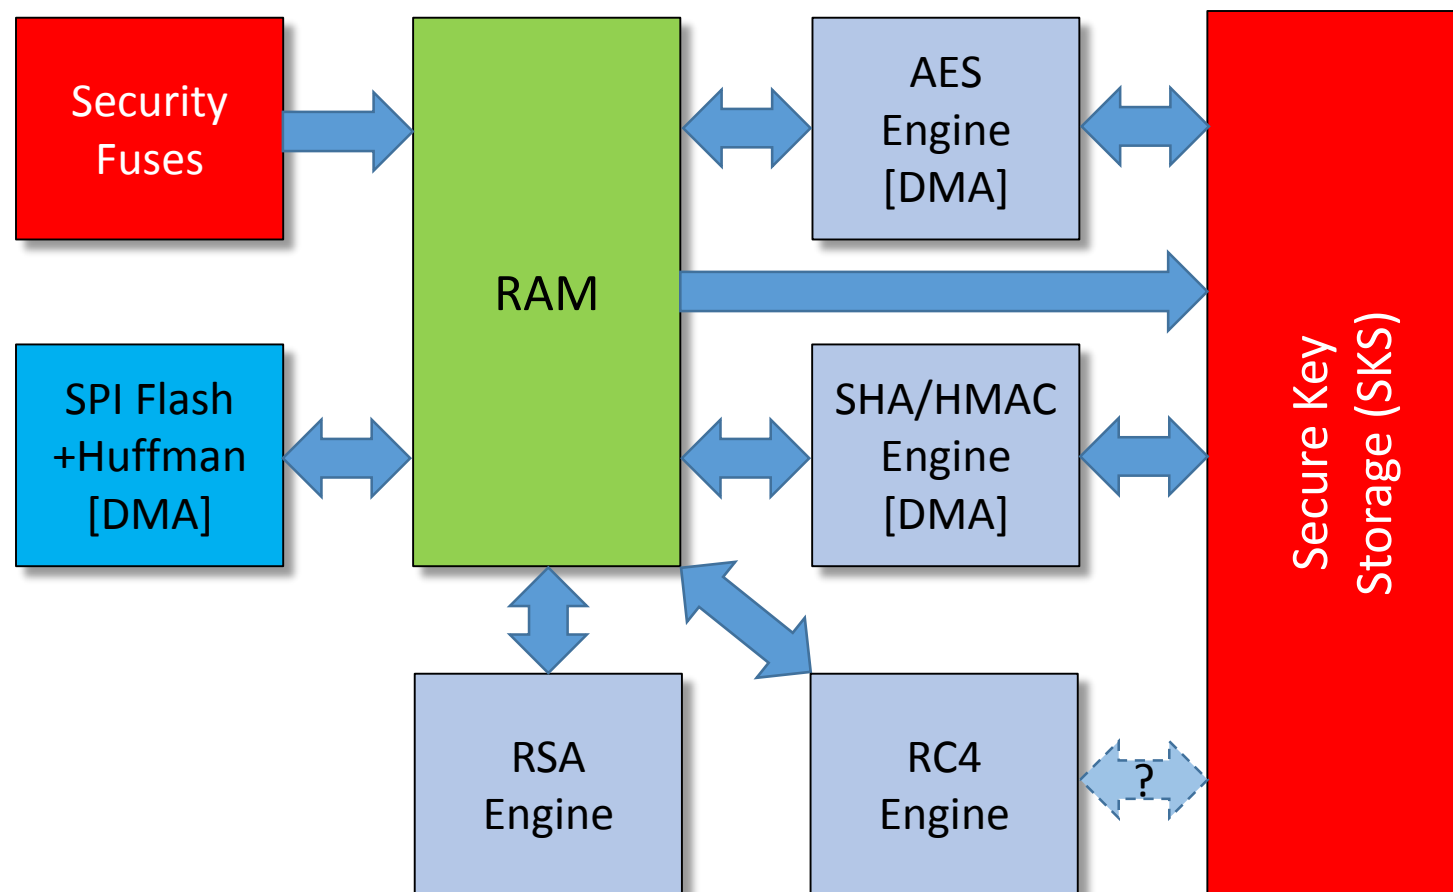 Security
Fuses
RAM
AES
Engine
[DMA]
SPI Flash
+Huffman
[DMA]
SHA/HMAC
Engine
[DMA]
Secure Key
Storage (SKS)
RSA
Engine
RC4
Engine
?